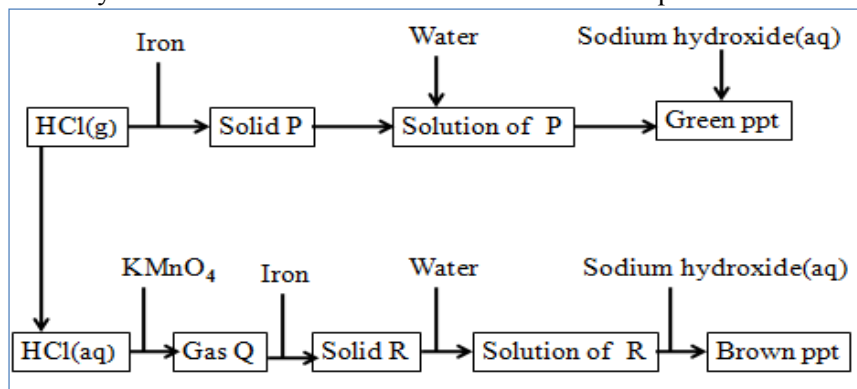 Iron
Water
Sodium hydroxide(aq)
HCl(g)
Solid P
Solution of P
Green ppt
KMnO₄
Iron
Water
Sodium hydroxide(aq)
HCl(aq)
Gas Q
Solid R
Solution of R
Brown ppt